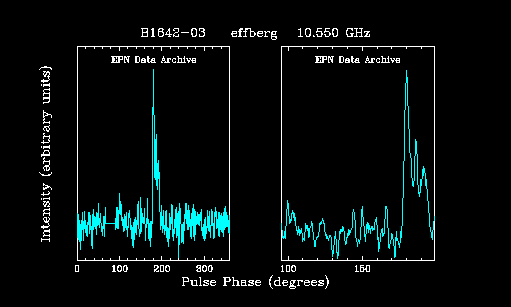 B1642-03 effberg 10.550 GHz
EPN Data Archive EPN Data Archive
Intensity (arbitrary units)
0 100 200 300 100 150
Pulse Phase (degrees)